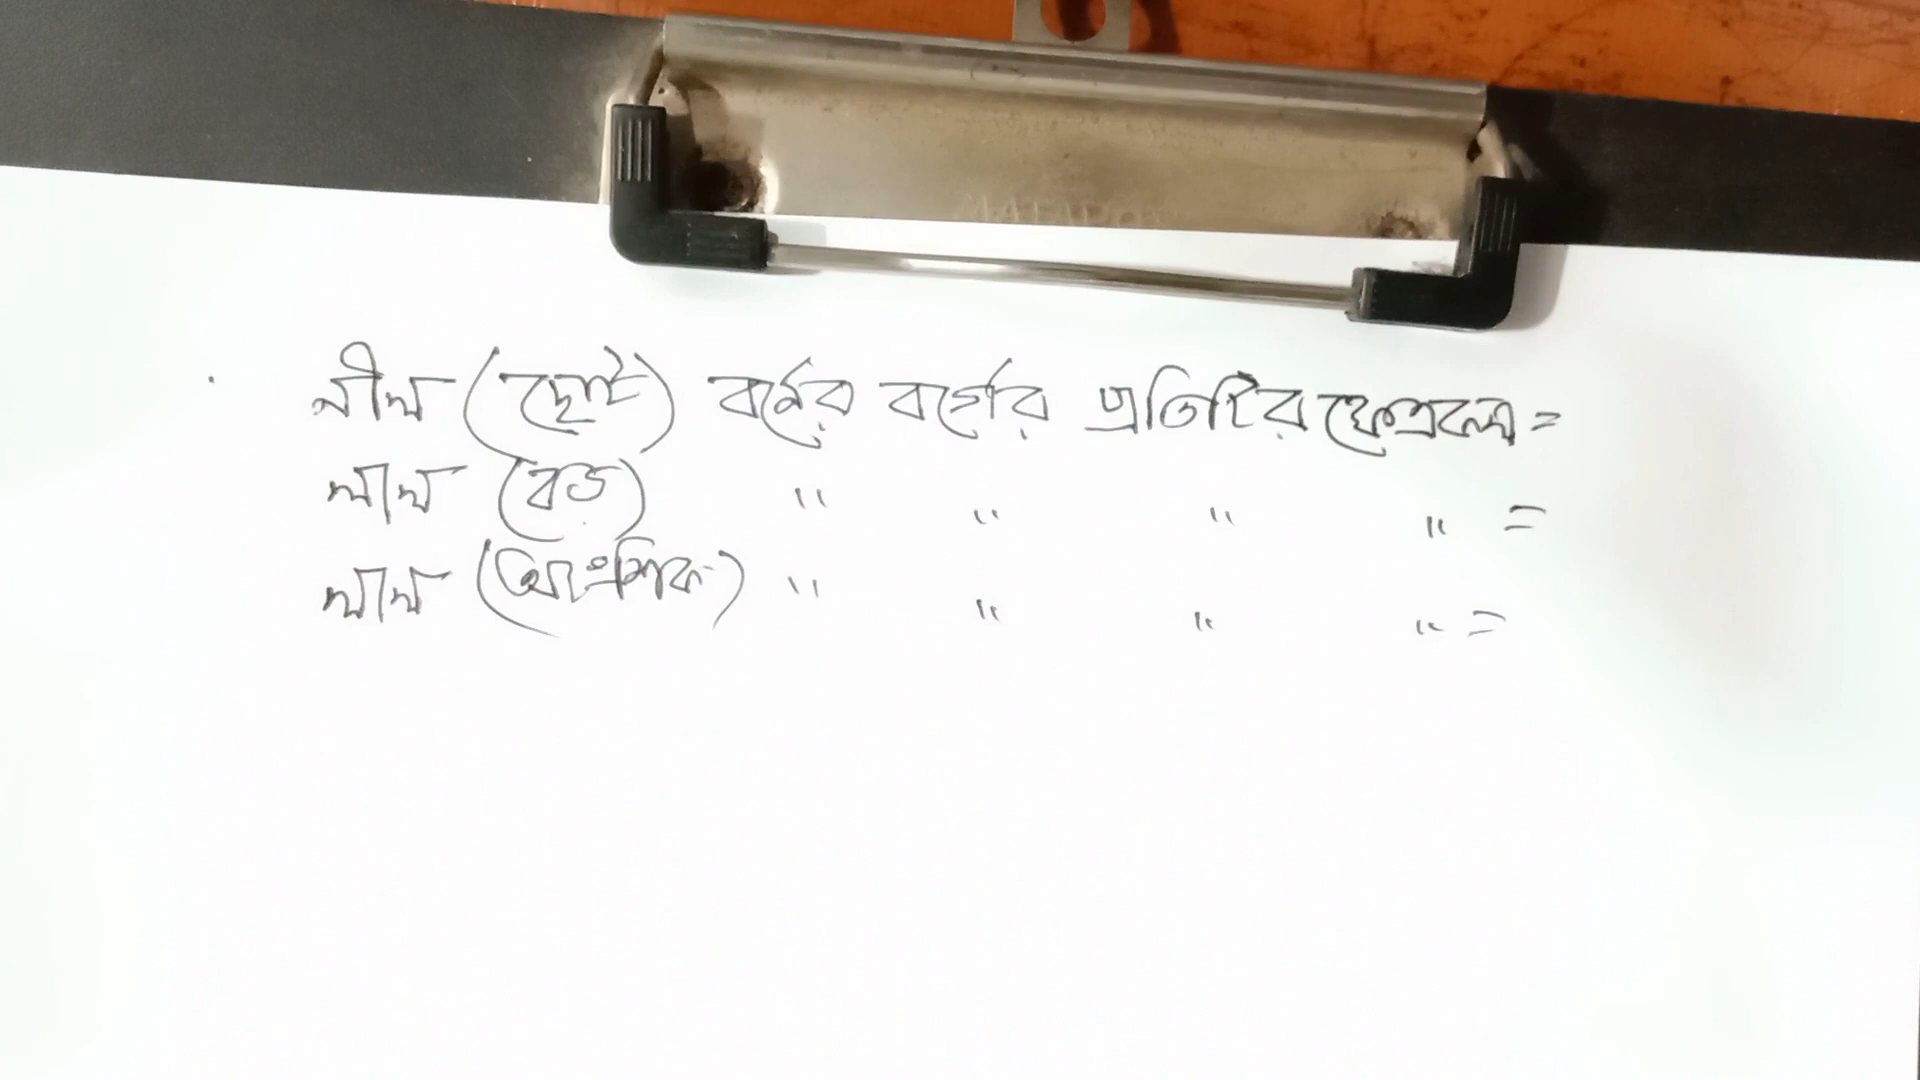 নীল (ছোট) বর্ণের বর্গের প্রতিটির ক্ষেত্রফল =
লাল (বড়) " " " " =
লাল (আংশিক) " " " " =